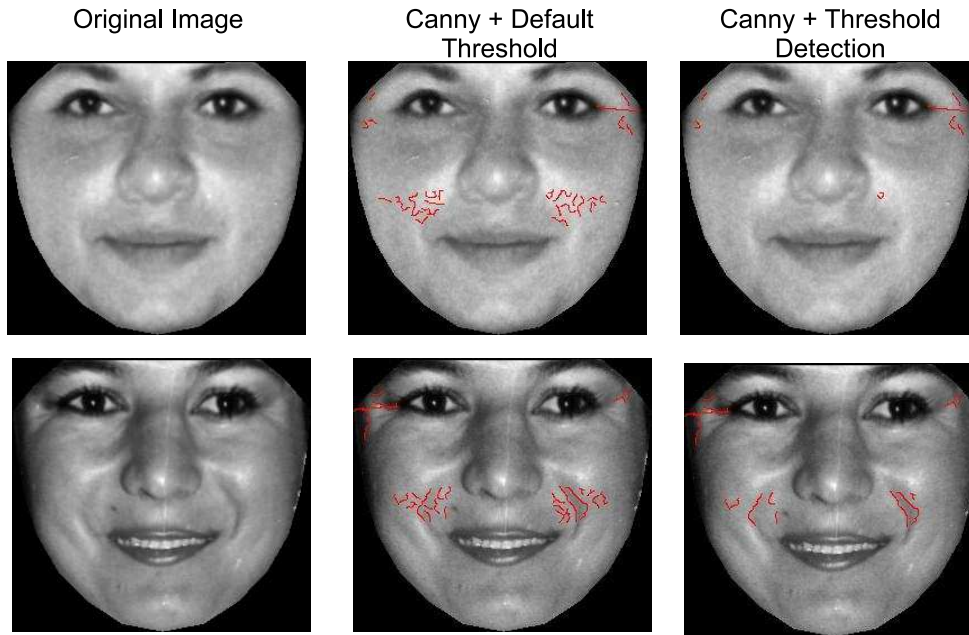 Original Image
Canny + Default
Threshold
Canny + Threshold
Detection